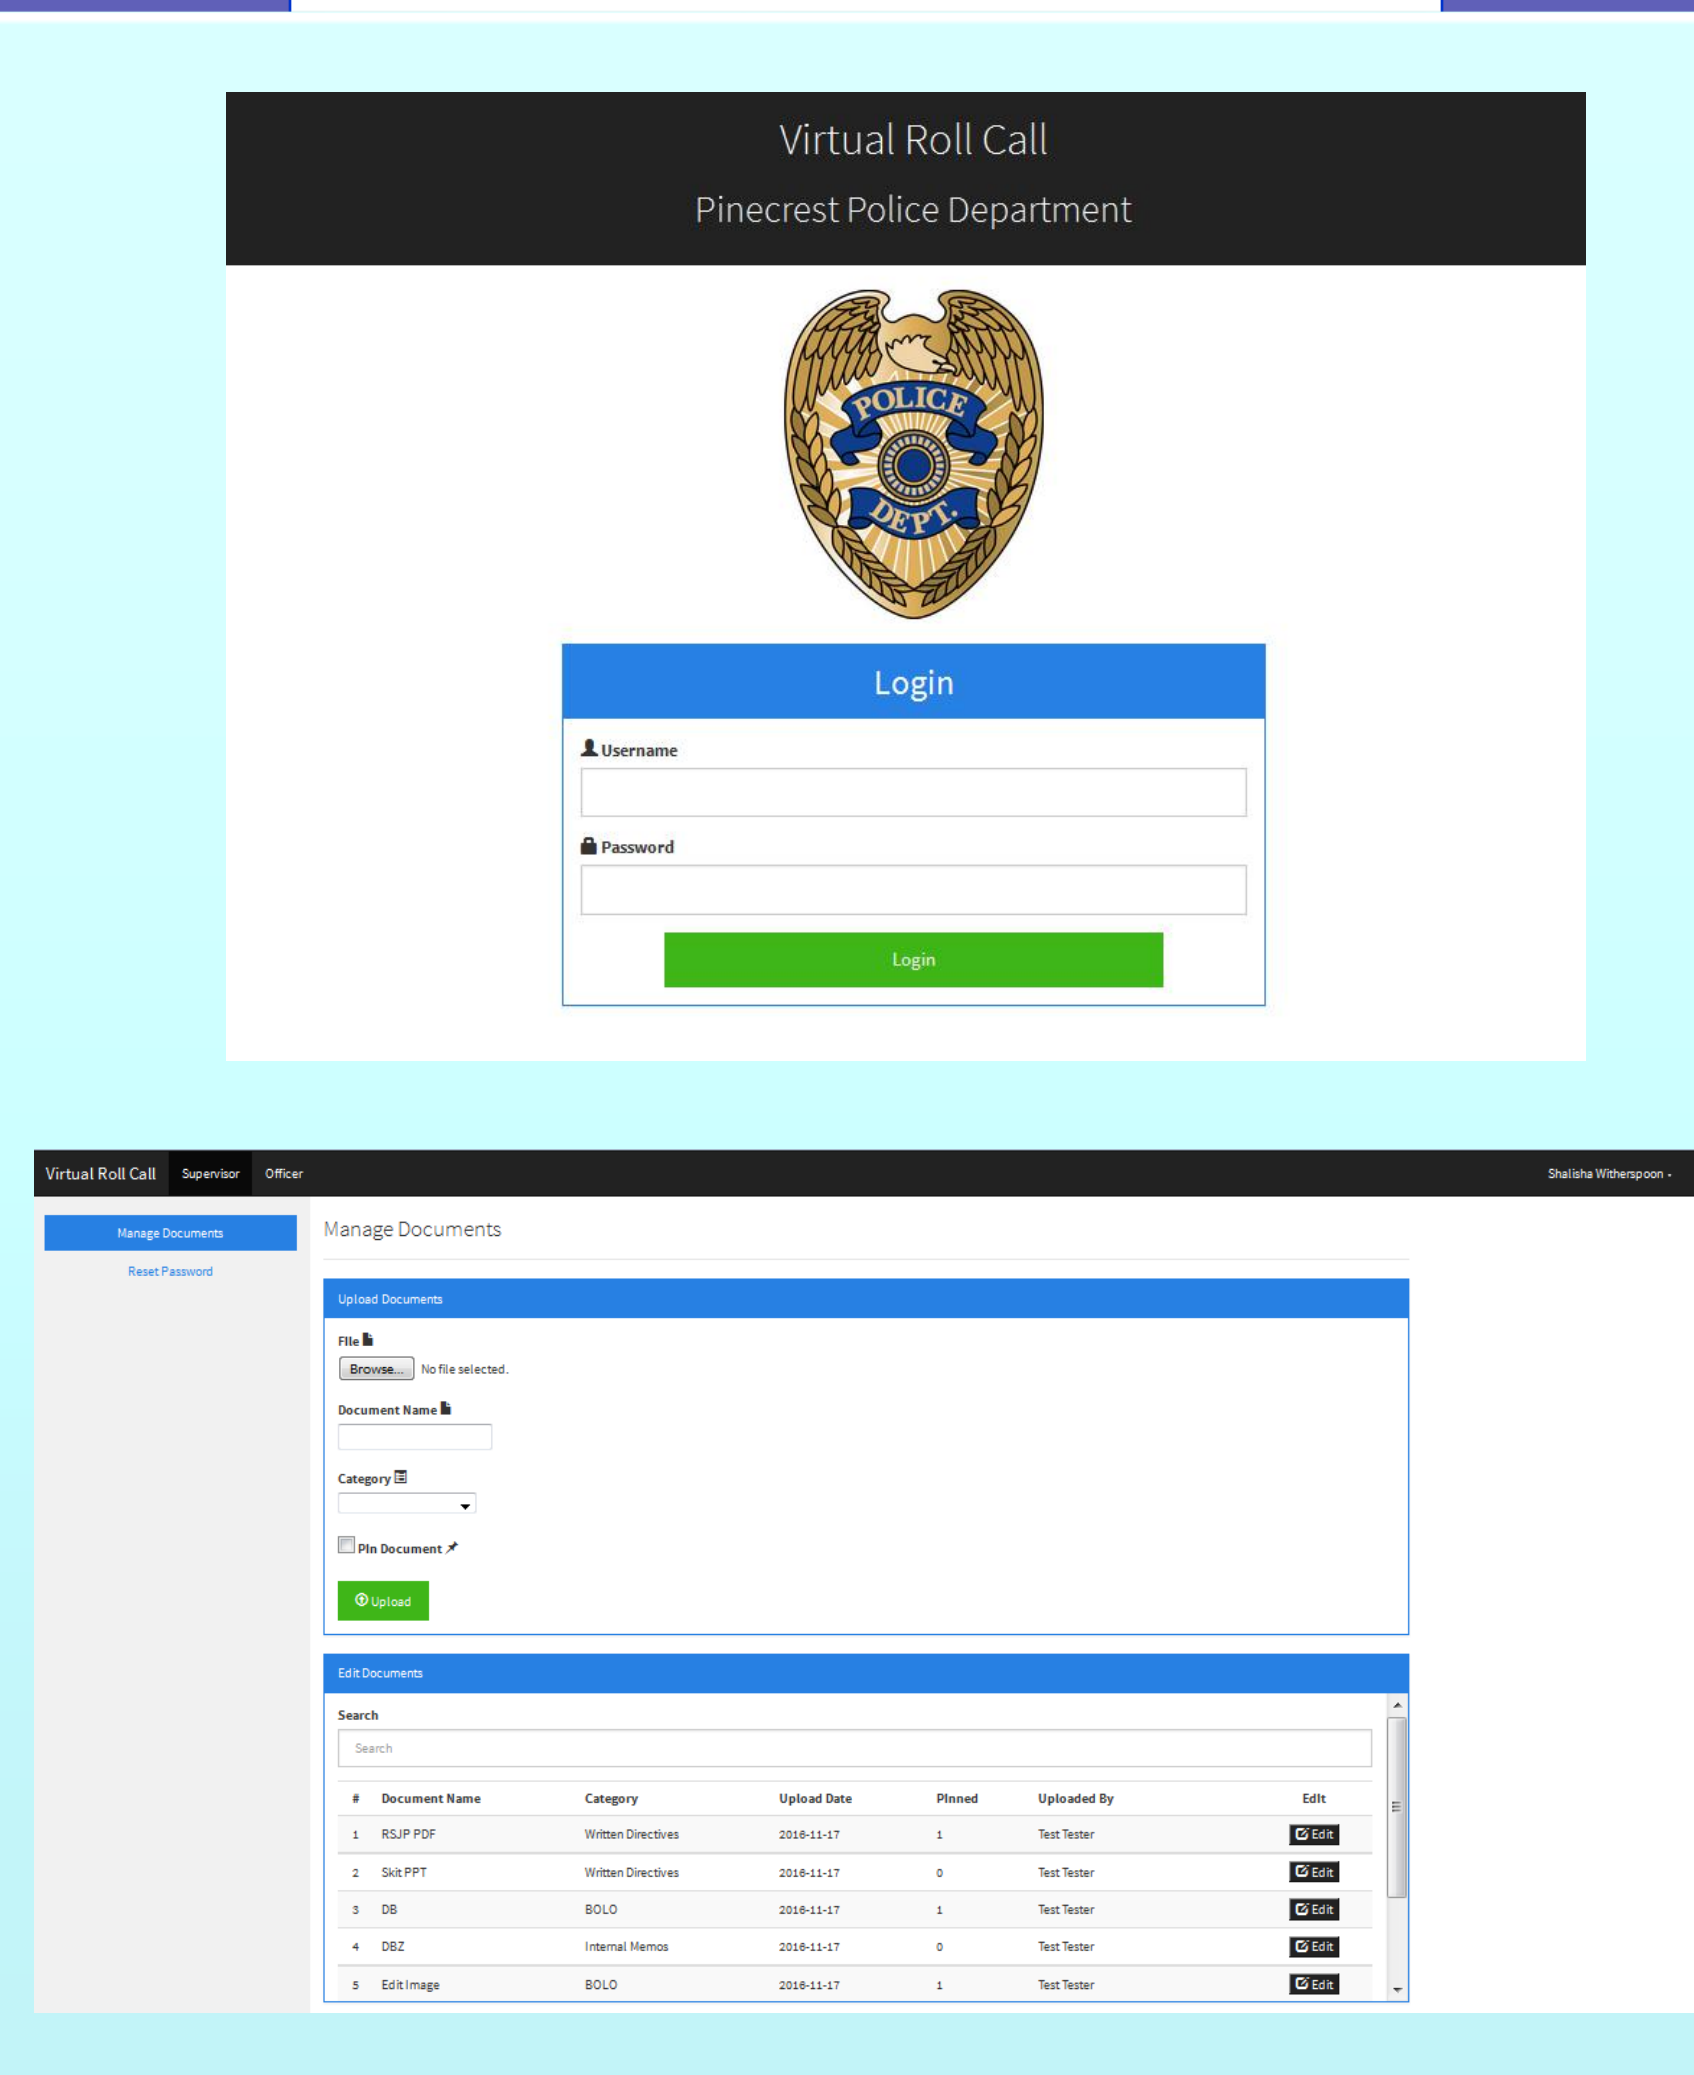 Virtual Roll Call
Pinecrest Police Department
POLICE
DEPT.
Login
Username
Password
Login
Virtual Roll Call Supervisor Officer Shalisha Witherspoon
Manage Documents
Reset Password
Manage Documents
Upload Documents
File
Browse... No file selected.
Document Name
Category
Pin Document
Upload
Edit Documents
Search
Search
# Document Name Category Upload Date Pinned Uploaded By Edit
1 RSJP PDF Written Directives 2016-11-17 1 Test Tester Edit
2 Skit PPT Written Directives 2016-11-17 0 Test Tester Edit
3 DB BOLO 2016-11-17 1 Test Tester Edit
4 DBZ Internal Memos 2016-11-17 0 Test Tester Edit
5 Edit Image BOLO 2016-11-17 1 Test Tester Edit